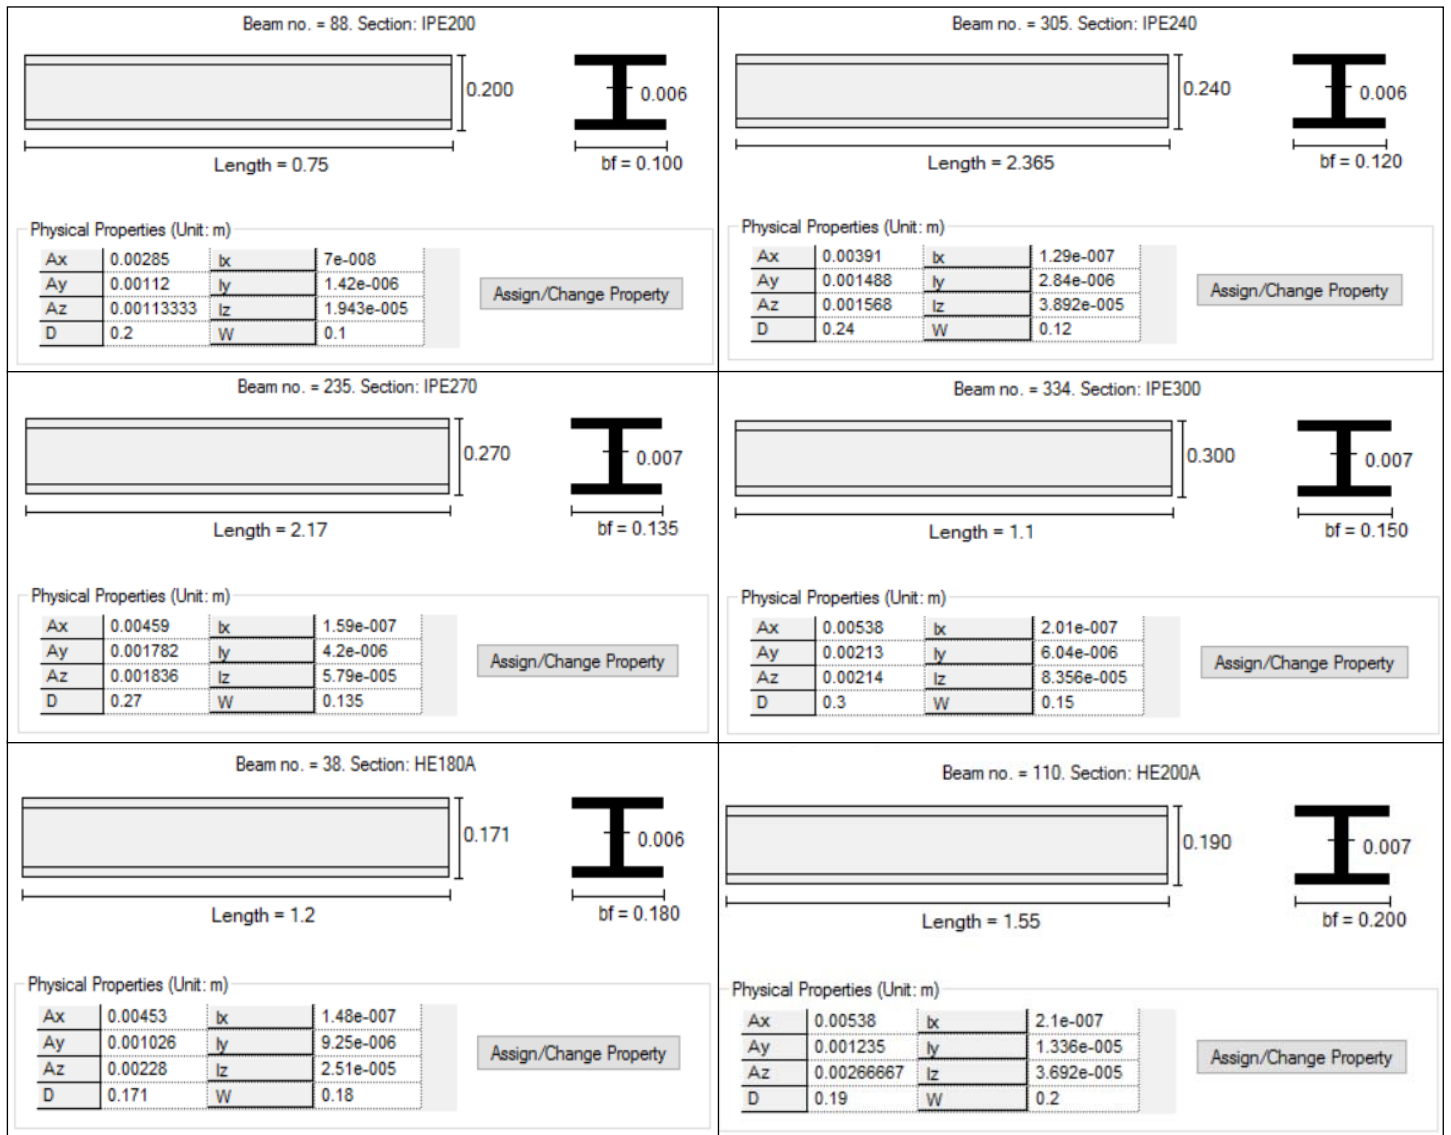 Beam no. = 88. Section: IPE200
0.200
0.006
Length = 0.75
bf = 0.100
Physical Properties (Unit: m)
Ax 0.00285 Ix 7e-008
Ay 0.00112 Iy 1.42e-006
Az 0.00113333 Iz 1.943e-005
D 0.2 W 0.1
Assign/Change Property
Beam no. = 305. Section: IPE240
0.240
0.006
Length = 2.365
bf = 0.120
Physical Properties (Unit: m)
Ax 0.00391 Ix 1.29e-007
Ay 0.001488 Iy 2.84e-006
Az 0.001568 Iz 3.892e-005
D 0.24 W 0.12
Assign/Change Property
Beam no. = 235. Section: IPE270
0.270
0.007
Length = 2.17
bf = 0.135
Physical Properties (Unit: m)
Ax 0.00459 Ix 1.59e-007
Ay 0.001782 Iy 4.2e-006
Az 0.001836 Iz 5.79e-005
D 0.27 W 0.135
Assign/Change Property
Beam no. = 334. Section: IPE300
0.300
0.007
Length = 1.1
bf = 0.150
Physical Properties (Unit: m)
Ax 0.00538 Ix 2.01e-007
Ay 0.00213 Iy 6.04e-006
Az 0.00214 Iz 8.356e-005
D 0.3 W 0.15
Assign/Change Property
Beam no. = 38. Section: HE180A
0.171
0.006
Length = 1.2
bf = 0.180
Physical Properties (Unit: m)
Ax 0.00453 Ix 1.48e-007
Ay 0.001026 Iy 9.25e-006
Az 0.00228 Iz 2.51e-005
D 0.171 W 0.18
Assign/Change Property
Beam no. = 110. Section: HE200A
0.190
0.007
Length = 1.55
bf = 0.200
Physical Properties (Unit: m)
Ax 0.00538 Ix 2.1e-007
Ay 0.001235 Iy 1.336e-005
Az 0.00266667 Iz 3.692e-005
D 0.19 W 0.2
Assign/Change Property